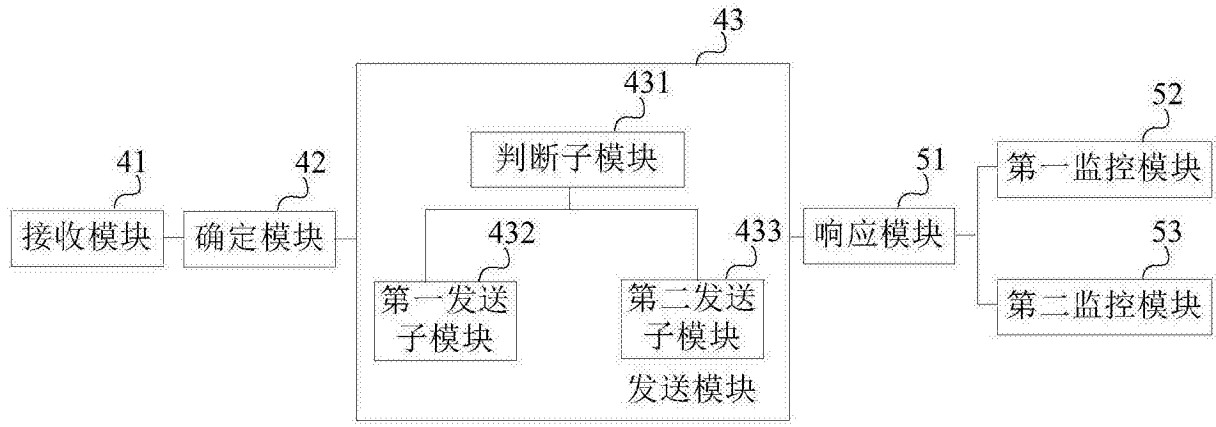 43
431
判断子模块
41
接收模块
42
确定模块
432
第一发送
子模块
433
第二发送
子模块
发送模块
51
响应模块
52
第一监控模块
53
第二监控模块